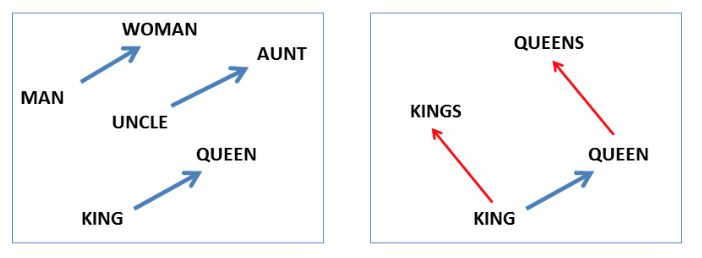 WOMAN
AUNT
MAN
UNCLE
QUEEN
KING
QUEENS
KINGS
QUEEN
KING